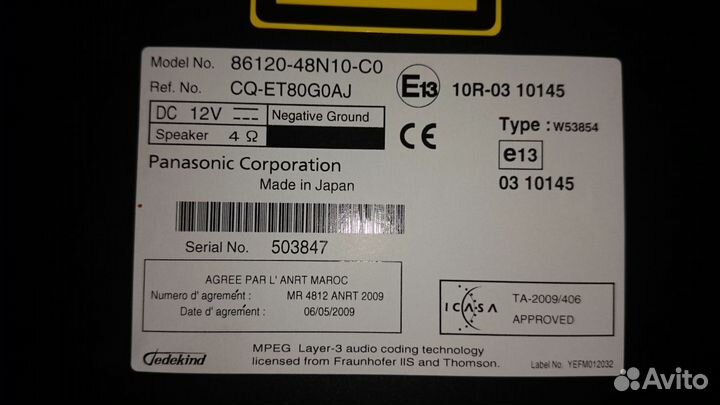 Model No. 86120-48N10-C0
Ref. No. CQ-ET80G0AJ
E13 10R-03 10145
DC 12V Negative Ground
Speaker 4 Ω
CE
Type : W53854
e13
03 10145
Panasonic Corporation
Made in Japan
Serial No. 503847
AGREE PAR L' ANRT MAROC
Numero d' agrement : MR 4812 ANRT 2009
Date d' agrement : 06/05/2009
ICASA
TA-2009/406
APPROVED
Jedekind
MPEG Layer-3 audio coding technology
licensed from Fraunhofer IIS and Thomson.
Label No. YEFM012032
Avito